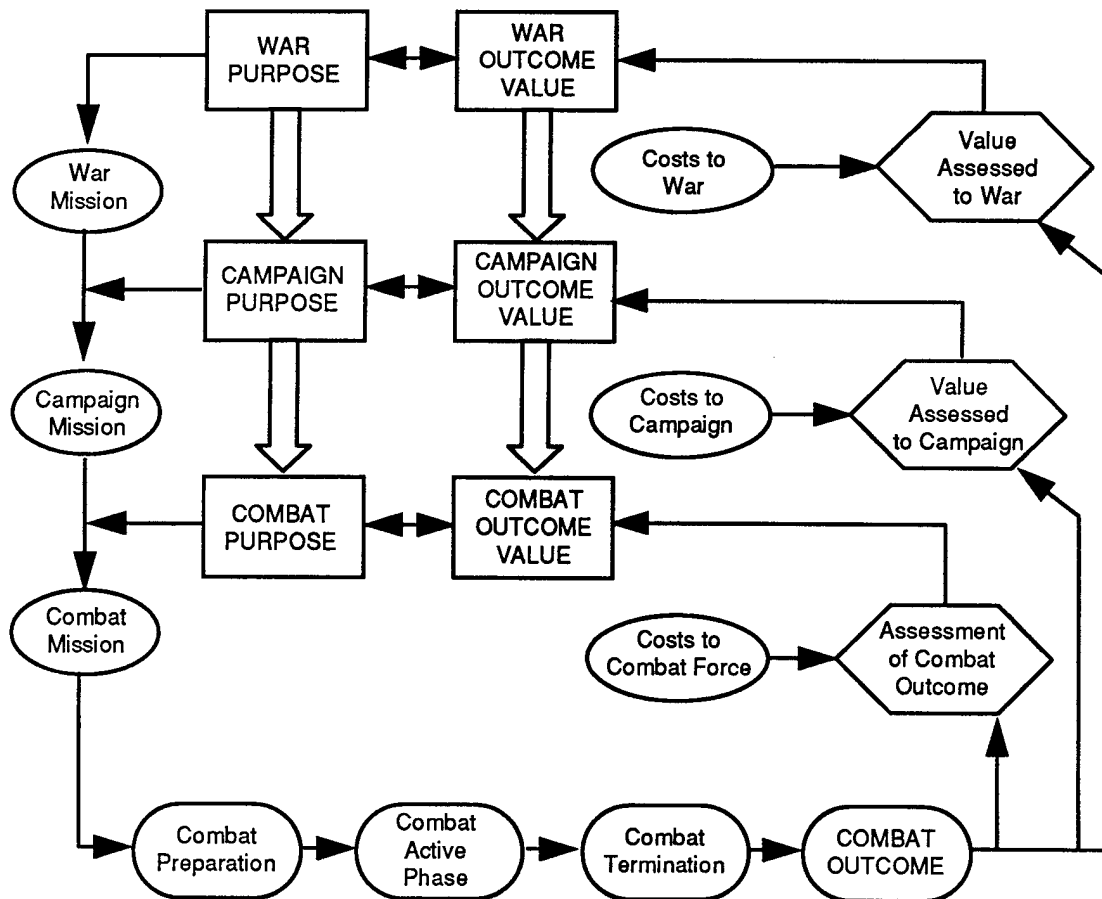 WAR
PURPOSE
WAR
OUTCOME
VALUE
War
Mission
Costs to
War
Value
Assessed
to War
CAMPAIGN
PURPOSE
CAMPAIGN
OUTCOME
VALUE
Campaign
Mission
Costs to
Campaign
Value
Assessed
to Campaign
COMBAT
PURPOSE
COMBAT
OUTCOME
VALUE
Combat
Mission
Costs to
Combat Force
Assessment
of Combat
Outcome
Combat
Preparation
Combat
Active
Phase
Combat
Termination
COMBAT
OUTCOME